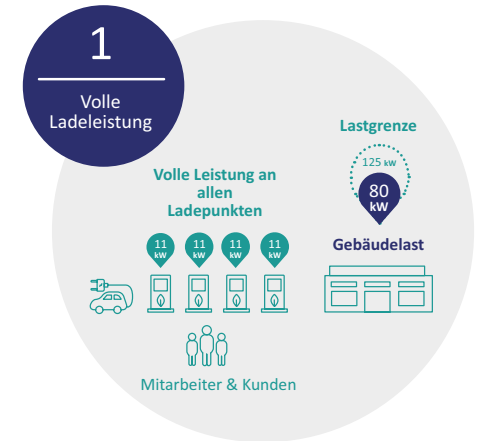 1
Volle
Ladeleistung
Lastgrenze
125 kW
80
kW
Gebäudelast
Volle Leistung an
allen
Ladepunkten
11 11 11 11
kW kW kW kW
Mitarbeiter & Kunden